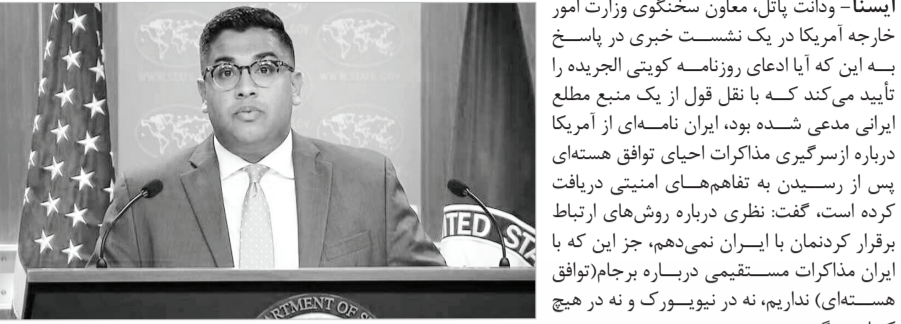 ایسنا- ودانت پاتل، معاون سخنگوی وزارت امور
خارجه آمریکا در یک نشست خبری در پاسخ
به این که آیا ادعای روزنامه کویتی الجریده را
تأیید می‌کند که با نقل قول از یک منبع مطلع
ایرانی مدعی شده بود، ایران نامه‌ای از آمریکا
درباره ازسرگیری مذاکرات احیای توافق هسته‌ای
پس از رسیدن به تفاهم‌های امنیتی دریافت
کرده است، گفت: نظری درباره روش‌های ارتباط
برقرار کردنمان با ایران نمی‌دهم، جز این که با
ایران مذاکرات مستقیمی درباره برجام(توافق
هسته‌ای) نداریم، نه در نیویورک و نه در هیچ
WWW.STATE.GOV